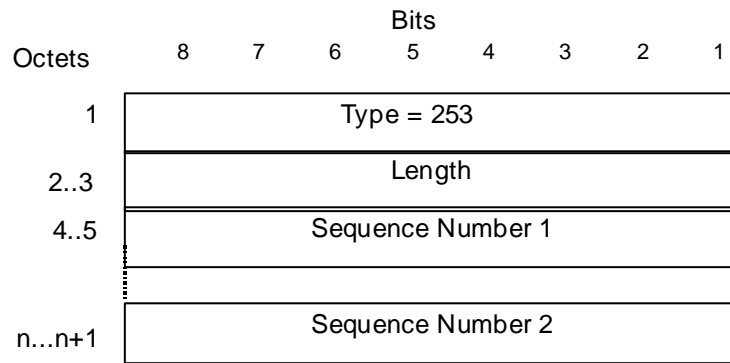 Bits
Octets 8 7 6 5 4 3 2 1
1 Type = 253
2..3 Length
4..5 Sequence Number 1
n...n+1 Sequence Number 2